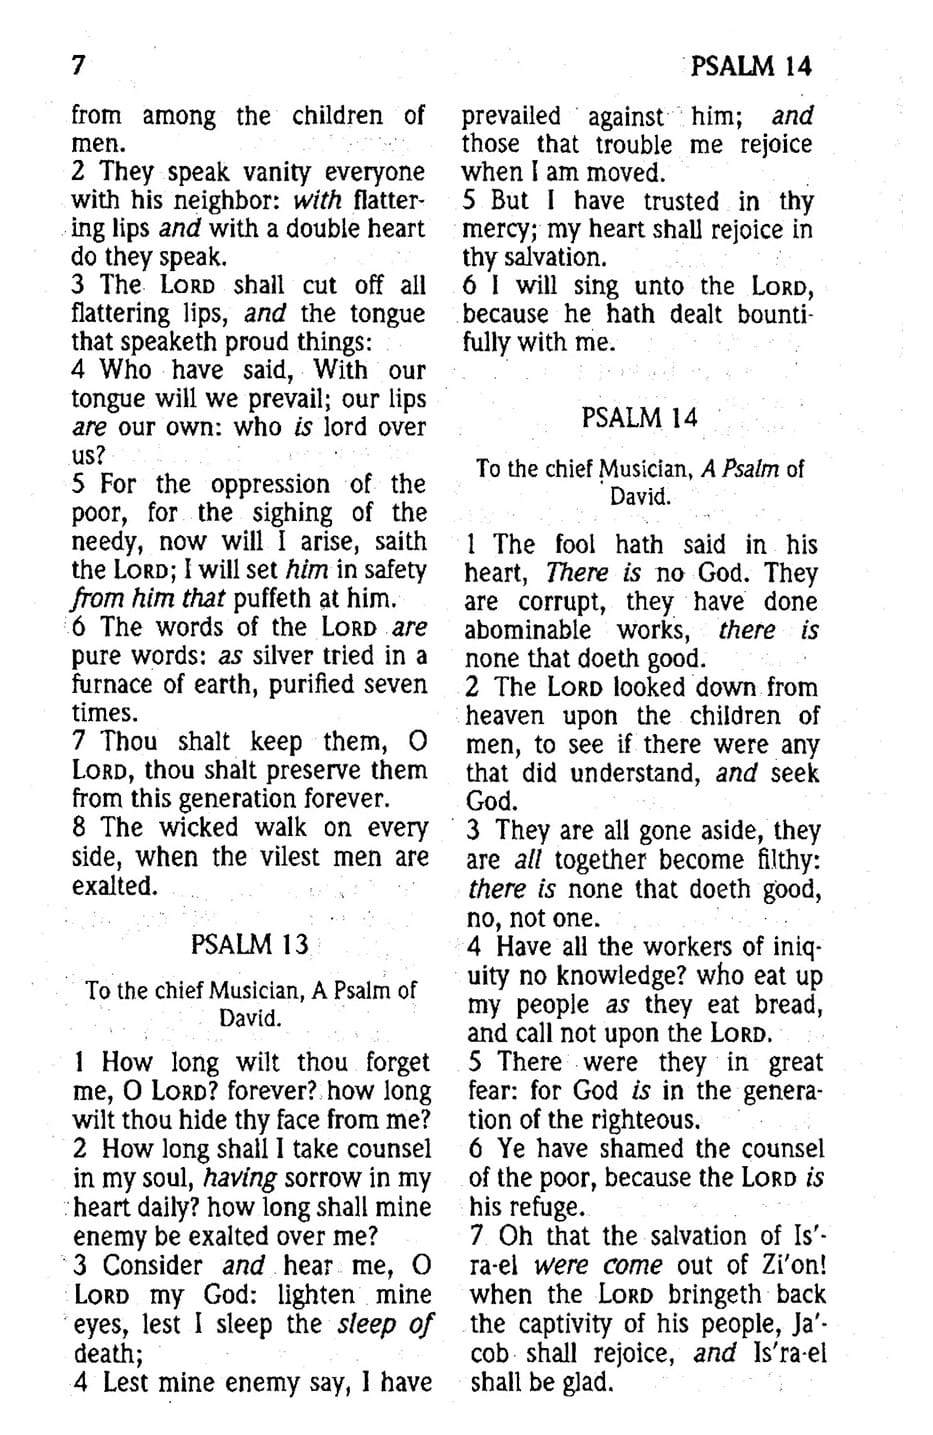 7
PSALM 14
from among the children of
men.
2 They speak vanity everyone
with his neighbor: with flatter-
ing lips and with a double heart
do they speak.
3 The LORD shall cut off all
flattering lips, and the tongue
that speaketh proud things:
4 Who have said, With our
tongue will we prevail; our lips
are our own: who is lord over
us?
5 For the oppression of the
poor, for the sighing of the
needy, now will I arise, saith
the LORD; I will set him in safety
from him that puffeth at him.
6 The words of the LORD are
pure words: as silver tried in a
furnace of earth, purified seven
times.
7 Thou shalt keep them, O
LORD, thou shalt preserve them
from this generation forever.
8 The wicked walk on every
side, when the vilest men are
exalted.
PSALM 13
To the chief Musician, A Psalm of
David.
1 How long wilt thou forget
me, O LORD? forever? how long
wilt thou hide thy face from me?
2 How long shall I take counsel
in my soul, having sorrow in my
heart daily? how long shall mine
enemy be exalted over me?
3 Consider and hear me, O
LORD my God: lighten mine
eyes, lest I sleep the sleep of
death;
4 Lest mine enemy say, I have
prevailed against him; and
those that trouble me rejoice
when I am moved.
5 But I have trusted in thy
mercy; my heart shall rejoice in
thy salvation.
6 I will sing unto the LORD,
because he hath dealt bounti-
fully with me.
PSALM 14
To the chief Musician, A Psalm of
David.
1 The fool hath said in his
heart, There is no God. They
are corrupt, they have done
abominable works, there is
none that doeth good.
2 The LORD looked down from
heaven upon the children of
men, to see if there were any
that did understand, and seek
God.
3 They are all gone aside, they
are all together become filthy:
there is none that doeth good,
no, not one.
4 Have all the workers of iniq-
uity no knowledge? who eat up
my people as they eat bread,
and call not upon the LORD.
5 There were they in great
fear: for God is in the genera-
tion of the righteous.
6 Ye have shamed the counsel
of the poor, because the LORD is
his refuge.
7 Oh that the salvation of Is′-
ra-el were come out of Zi′on!
when the LORD bringeth back
the captivity of his people, Ja′-
cob shall rejoice, and Is′ra-el
shall be glad.